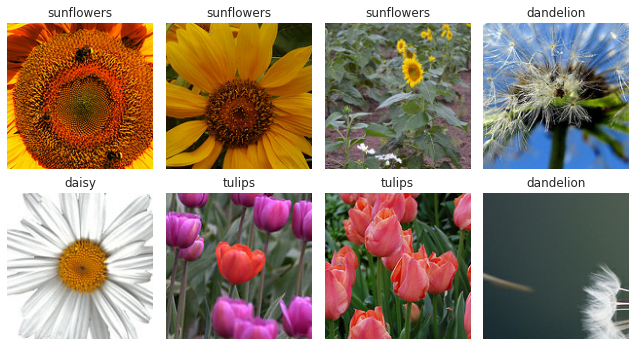 sunflowers
sunflowers
sunflowers
dandelion
daisy
tulips
tulips
dandelion